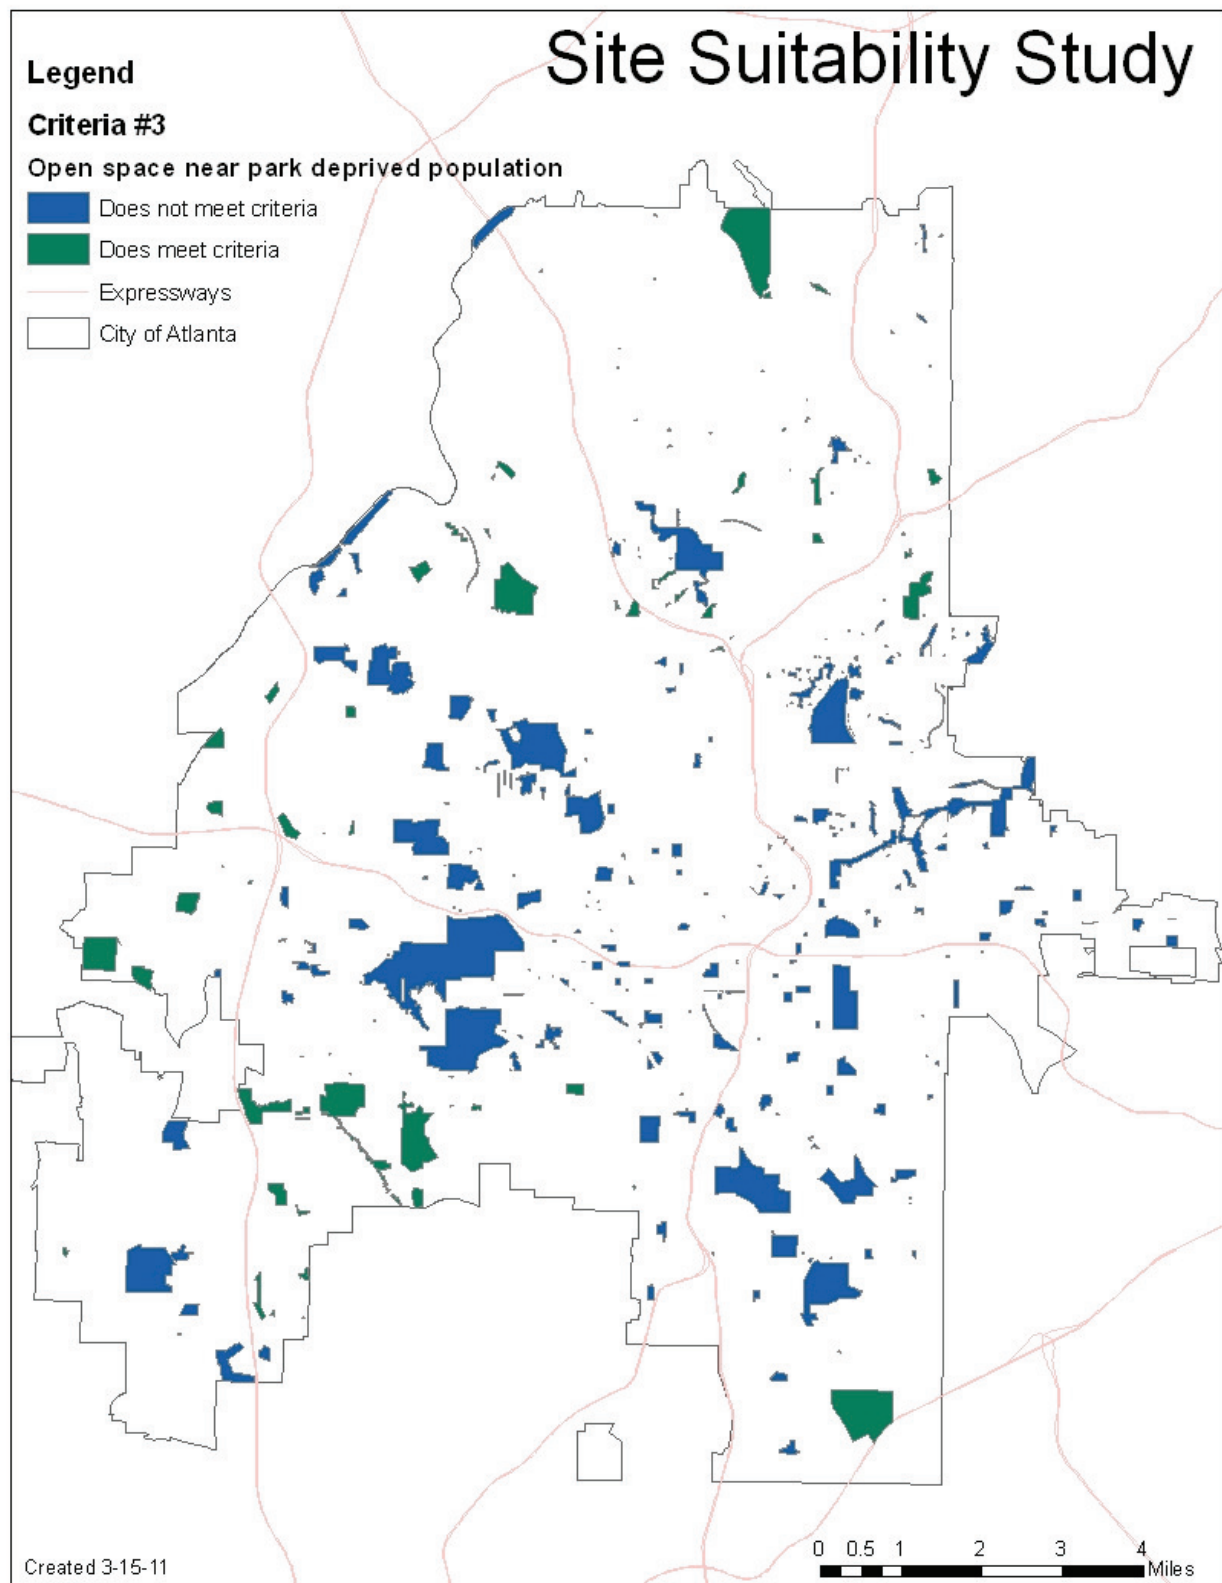 Site Suitability Study
Legend
Criteria #3
Open space near park deprived population
Does not meet criteria
Does meet criteria
Expressways
City of Atlanta
Created 3-15-11
0 0.5 1 2 3 4
Miles